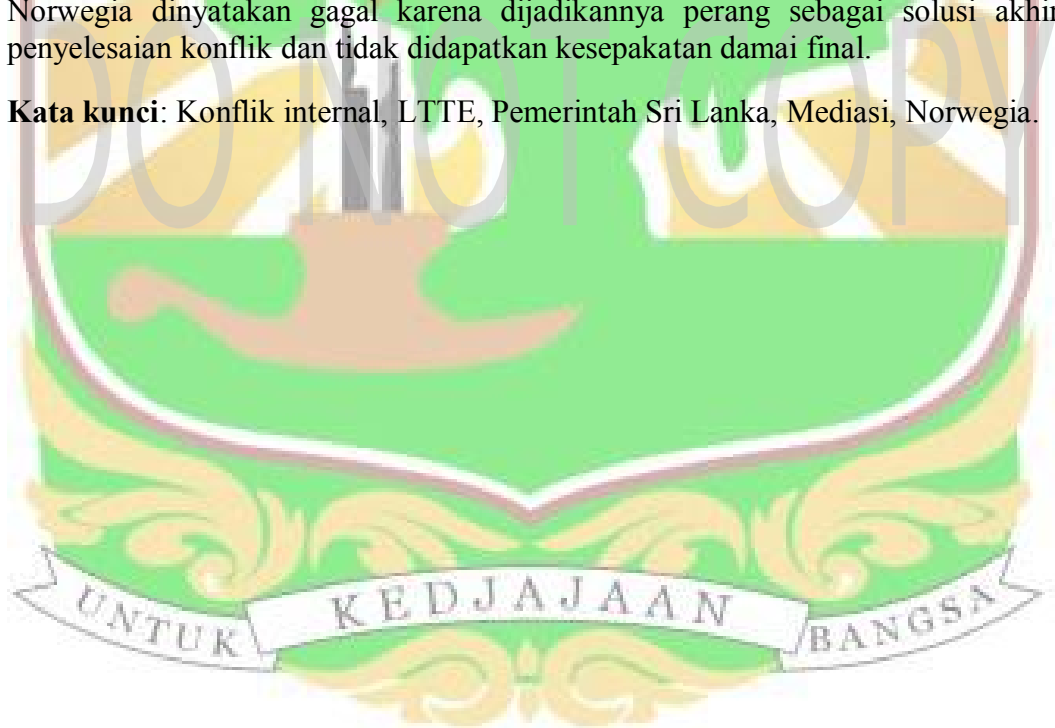 Norwegia dinyatakan gagal karena dijadikannya perang sebagai solusi akhir
penyelesaian konflik dan tidak didapatkan kesepakatan damai final.
Kata kunci: Konflik internal, LTTE, Pemerintah Sri Lanka, Mediasi, Norwegia.
DO NOT COPY
UNTUK KEDJAJAAN BANGSA